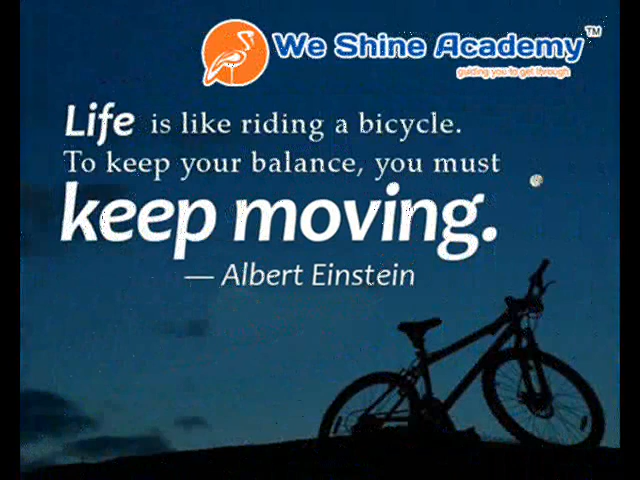 We Shine Academy™
guiding you to get through
Life is like riding a bicycle.
To keep your balance, you must
keep moving.
— Albert Einstein